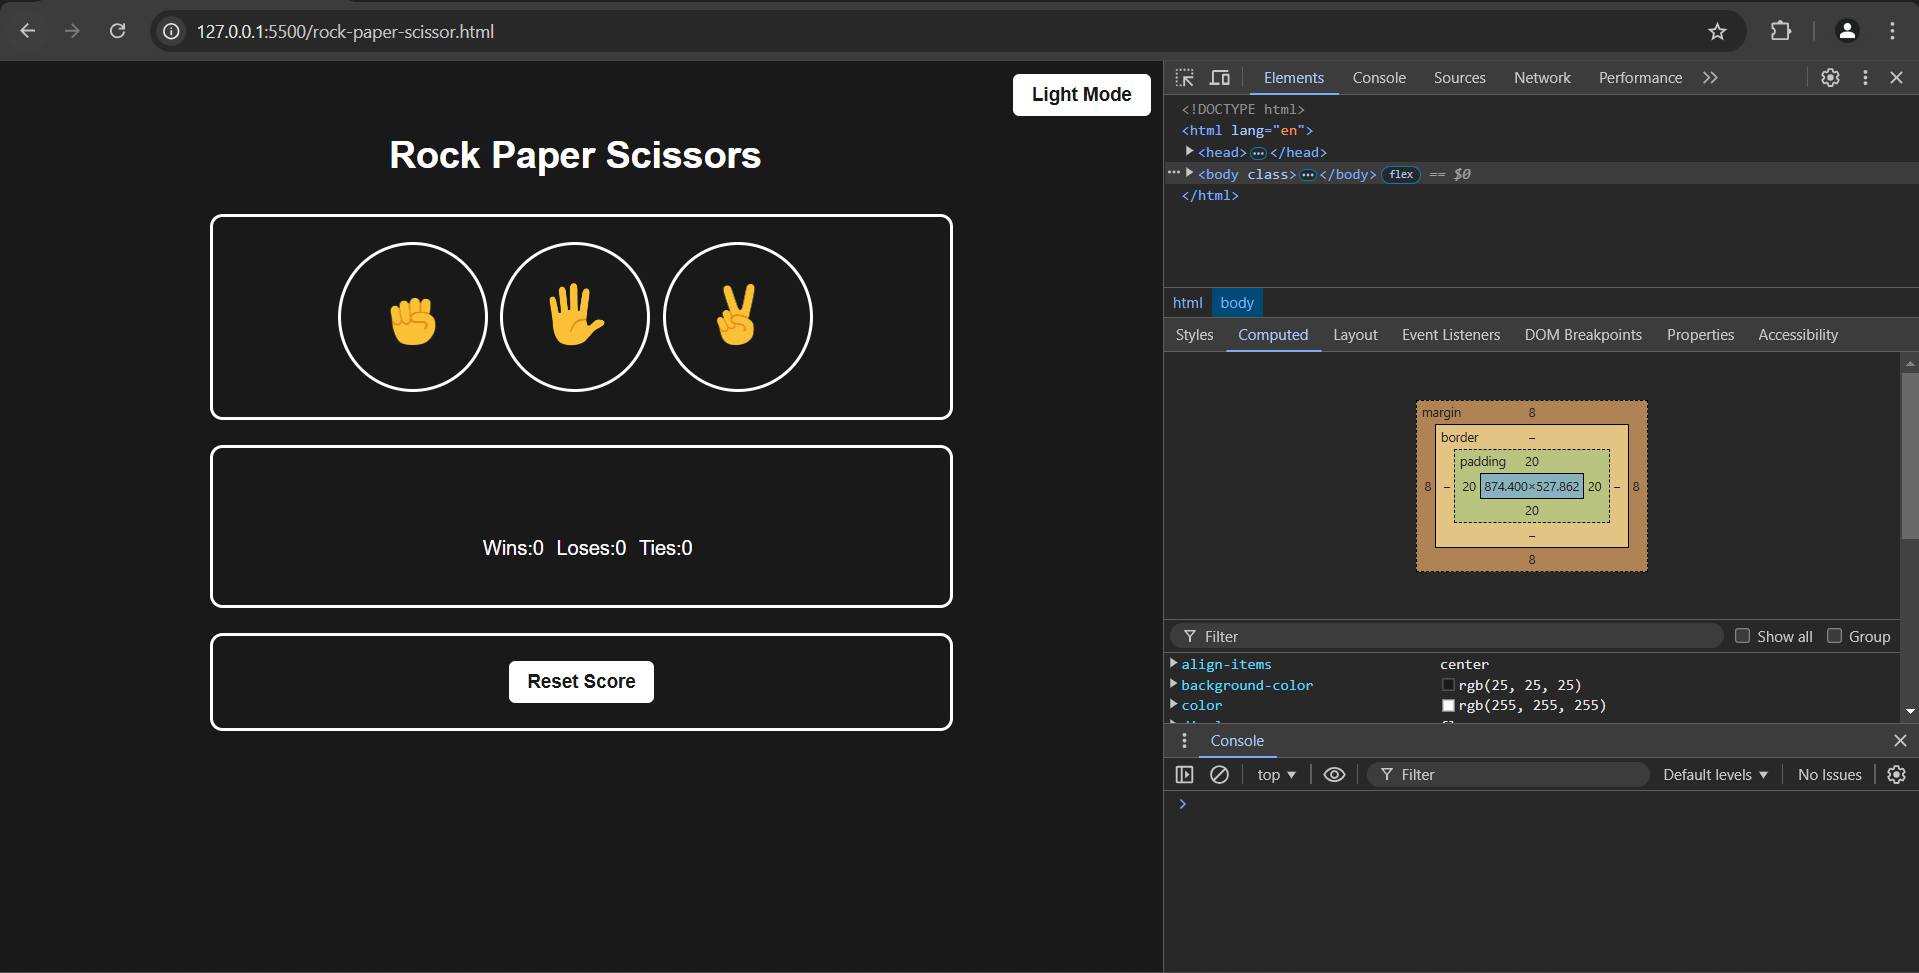 127.0.0.1:5500/rock-paper-scissor.html
Light Mode
Rock Paper Scissors
Wins:0 Loses:0 Ties:0
Reset Score
Elements Console Sources Network Performance
<!DOCTYPE html>
<html lang="en">
<head> ••• </head>
••• <body class> ••• </body> flex == $0
</html>
html body
Styles Computed Layout Event Listeners DOM Breakpoints Properties Accessibility
margin 8
border –
padding 20
8 – 20 874.400×527.862 20 – 8
20
–
8
Filter Show all Group
align-items center
background-color rgb(25, 25, 25)
color rgb(255, 255, 255)
Console
top Filter Default levels No Issues